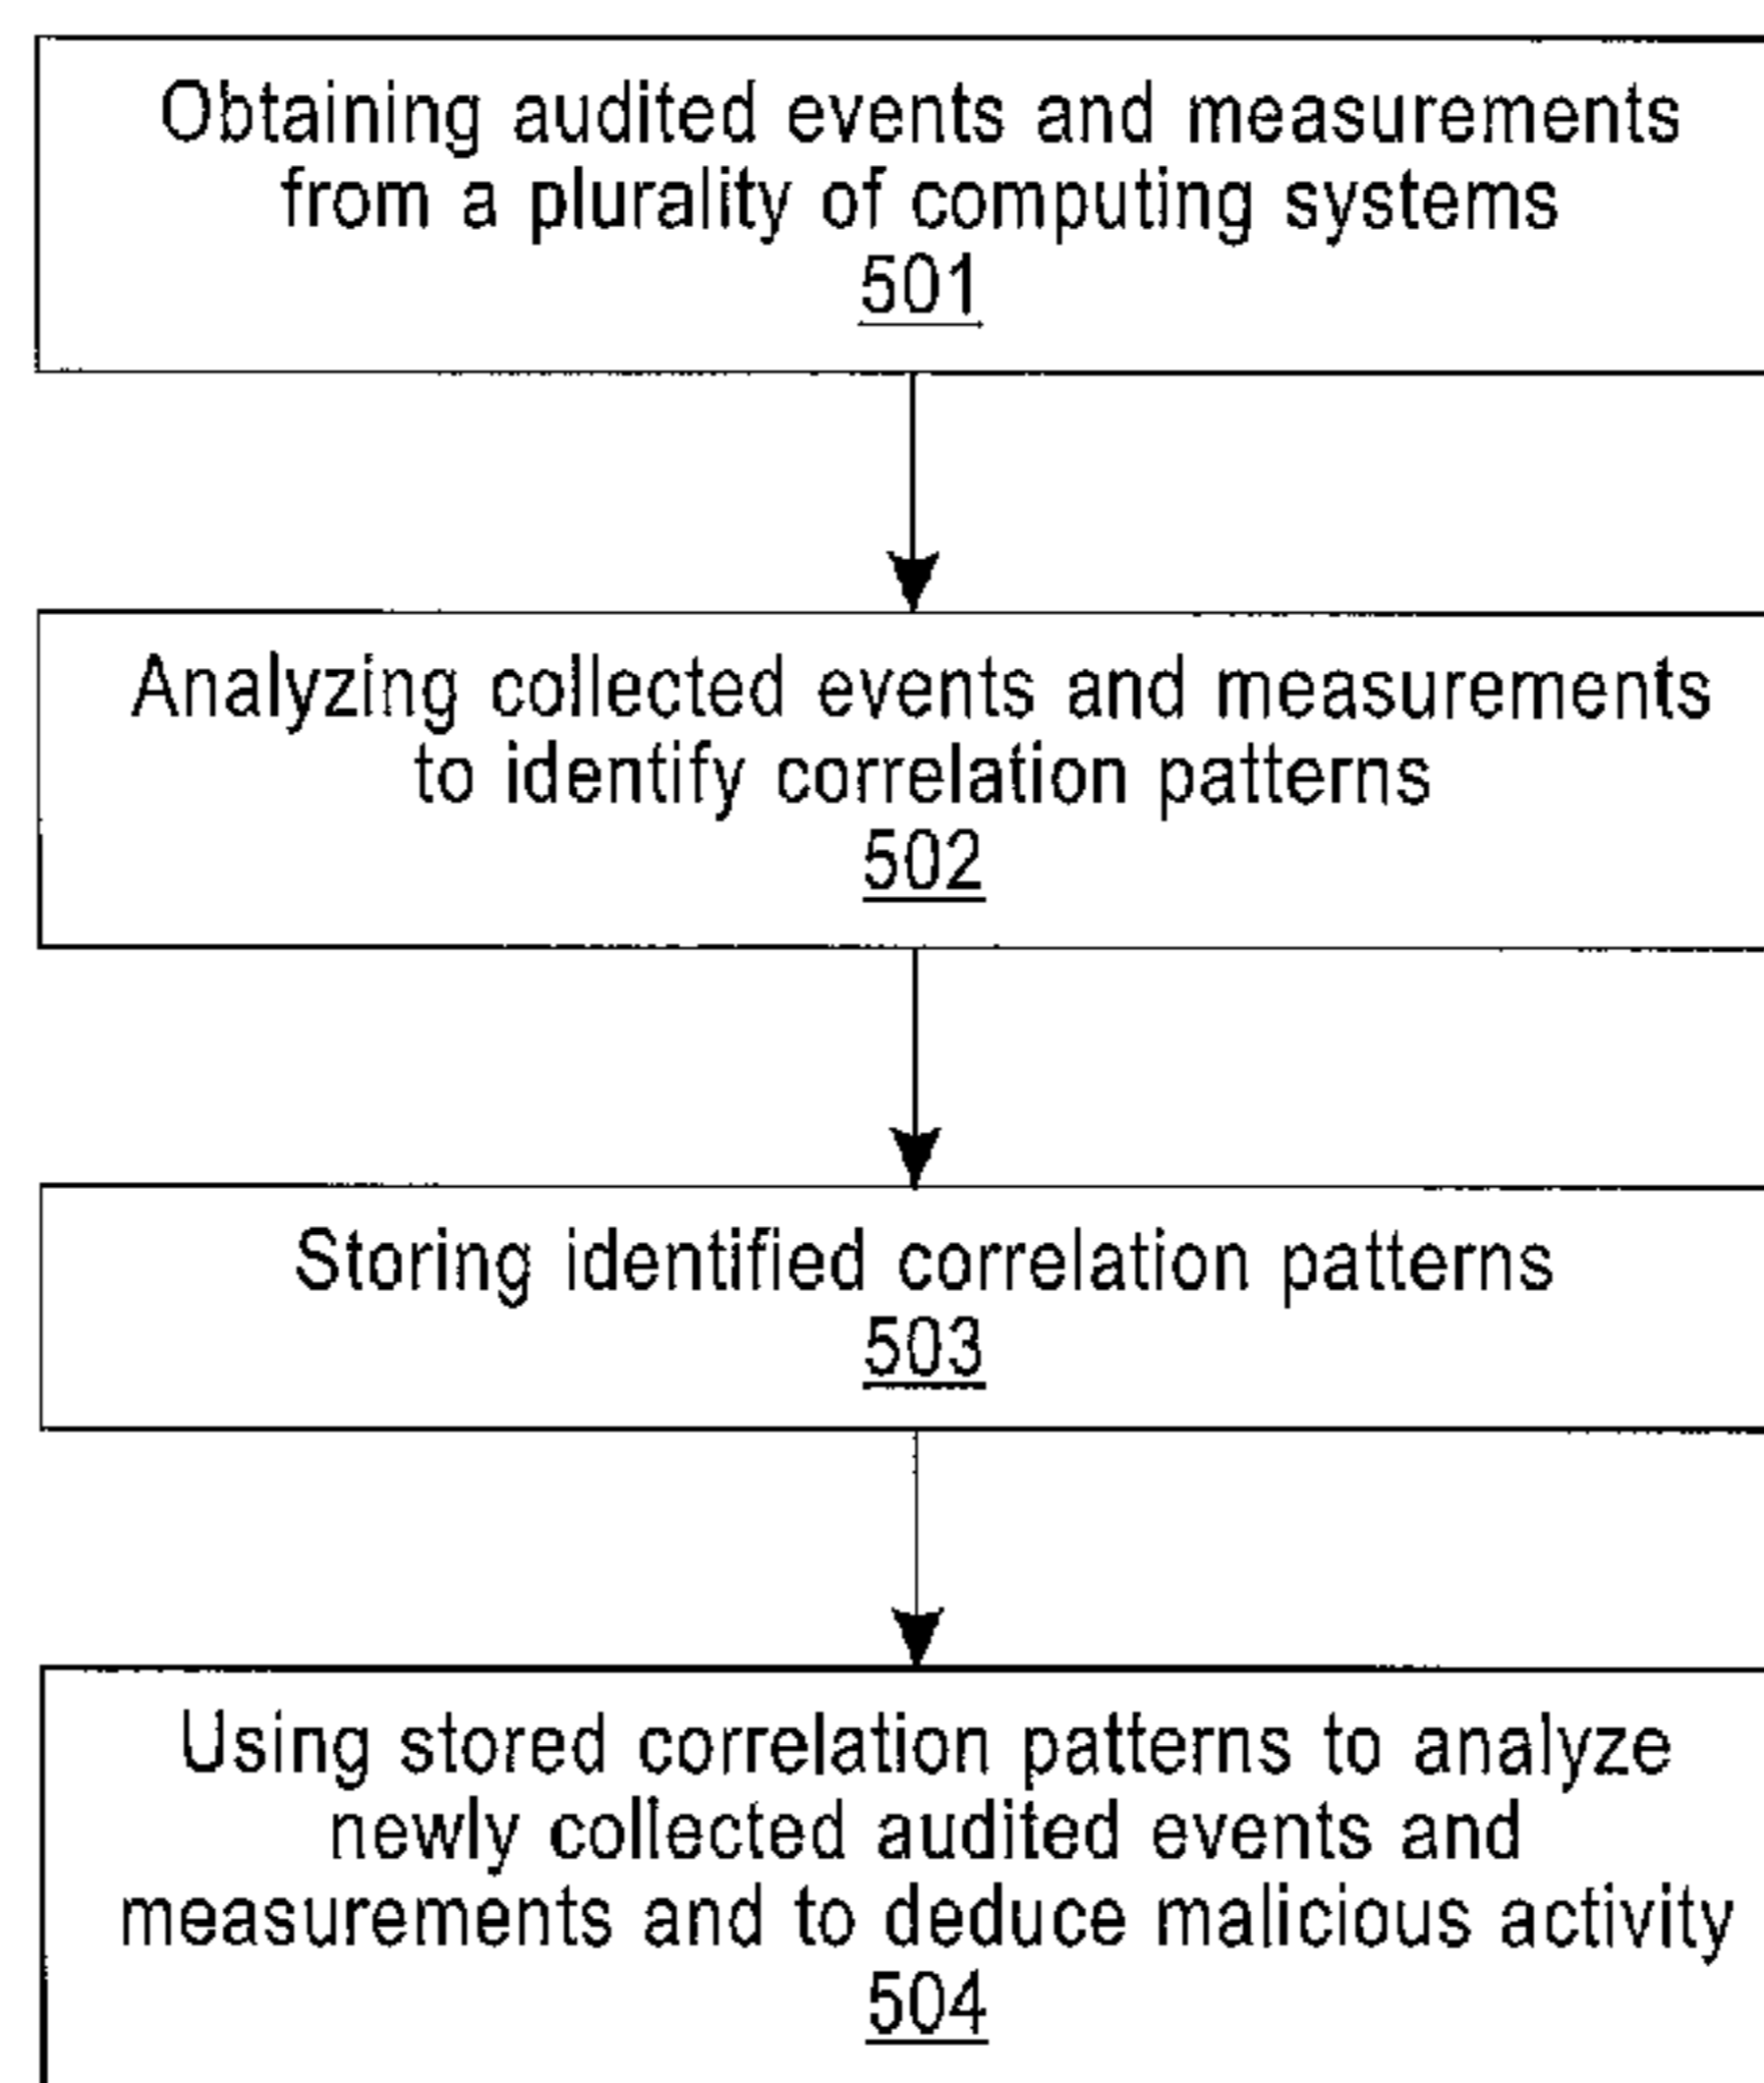 Obtaining audited events and measurements
from a plurality of computing systems
501
Analyzing collected events and measurements
to identify correlation patterns
502
Storing identified correlation patterns
503
Using stored correlation patterns to analyze
newly collected audited events and
measurements and to deduce malicious activity
504